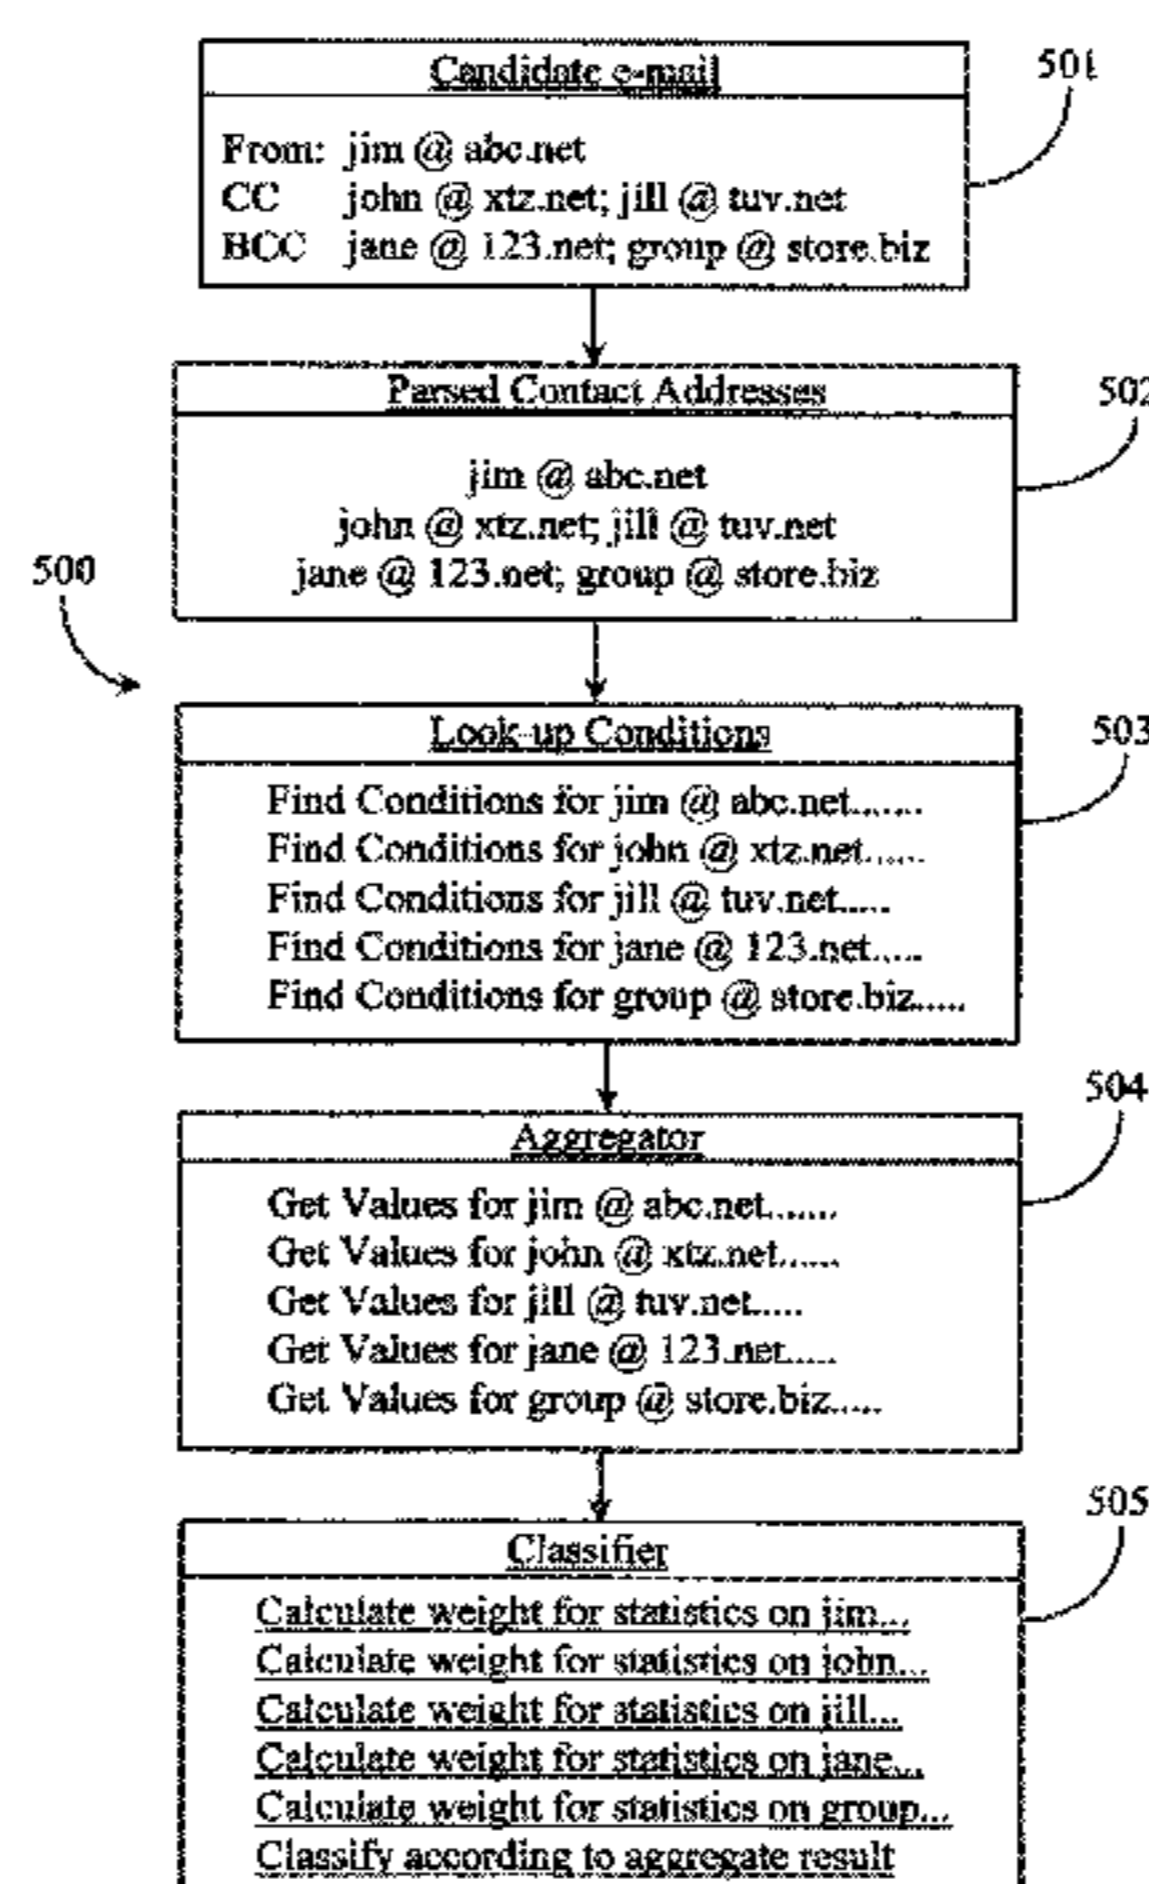 Candidate e-mail
501
From: jim @ abc.net
CC john @ xtz.net; jill @ tuv.net
BCC jane @ 123.net; group @ store.biz
Parsed Contact Addresses
502
jim @ abc.net
john @ xtz.net; jill @ tuv.net
jane @ 123.net; group @ store.biz
500
Look-up Conditions
503
Find Conditions for jim @ abc.net.......
Find Conditions for john @ xtz.net......
Find Conditions for jill @ tuv.net.....
Find Conditions for jane @ 123.net.....
Find Conditions for group @ store.biz.....
504
Aggregator
Get Values for jim @ abc.net.......
Get Values for john @ xtz.net......
Get Values for jill @ tuv.net.....
Get Values for jane @ 123.net.....
Get Values for group @ store.biz.....
505
Classifier
Calculate weight for statistics on jim...
Calculate weight for statistics on john...
Calculate weight for statistics on jill...
Calculate weight for statistics on jane...
Calculate weight for statistics on group...
Classify according to aggregate result